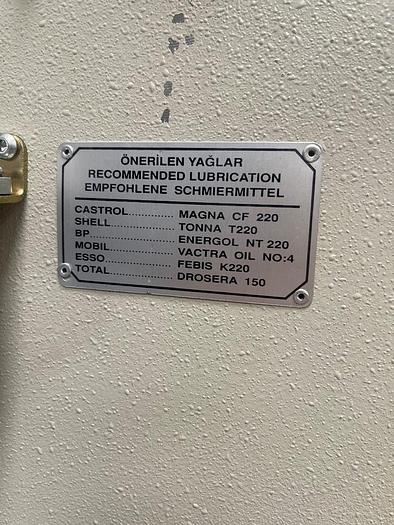 ÖNERİLEN YAĞLAR
RECOMMENDED LUBRICATION
EMPFOHLENE SCHMIERMITTEL
CASTROL.............. MAGNA CF 220
SHELL.................. TONNA T220
BP........................ ENERGOL NT 220
MOBIL.................. VACTRA OIL NO:4
ESSO.................... FEBIS K220
TOTAL.................. DROSERA 150